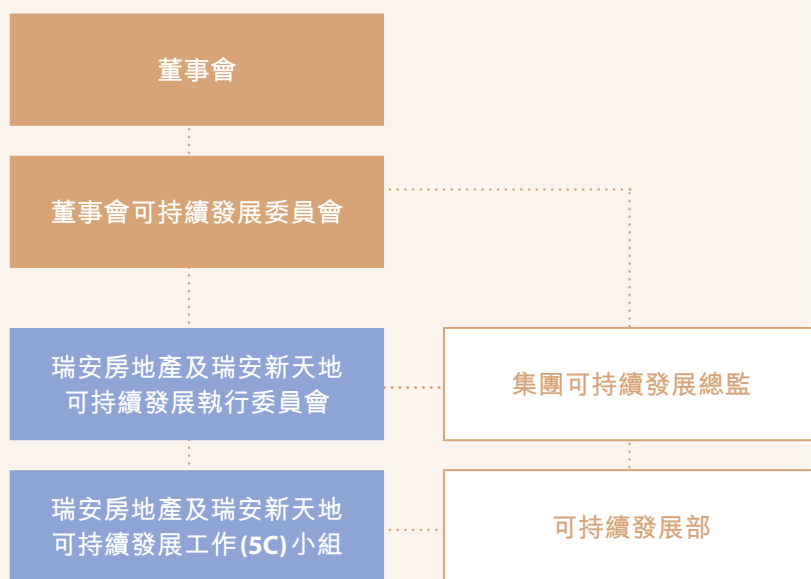 董事會
董事會可持續發展委員會
瑞安房地產及瑞安新天地
可持續發展執行委員會
集團可持續發展總監
瑞安房地產及瑞安新天地
可持續發展工作(5C)小組
可持續發展部